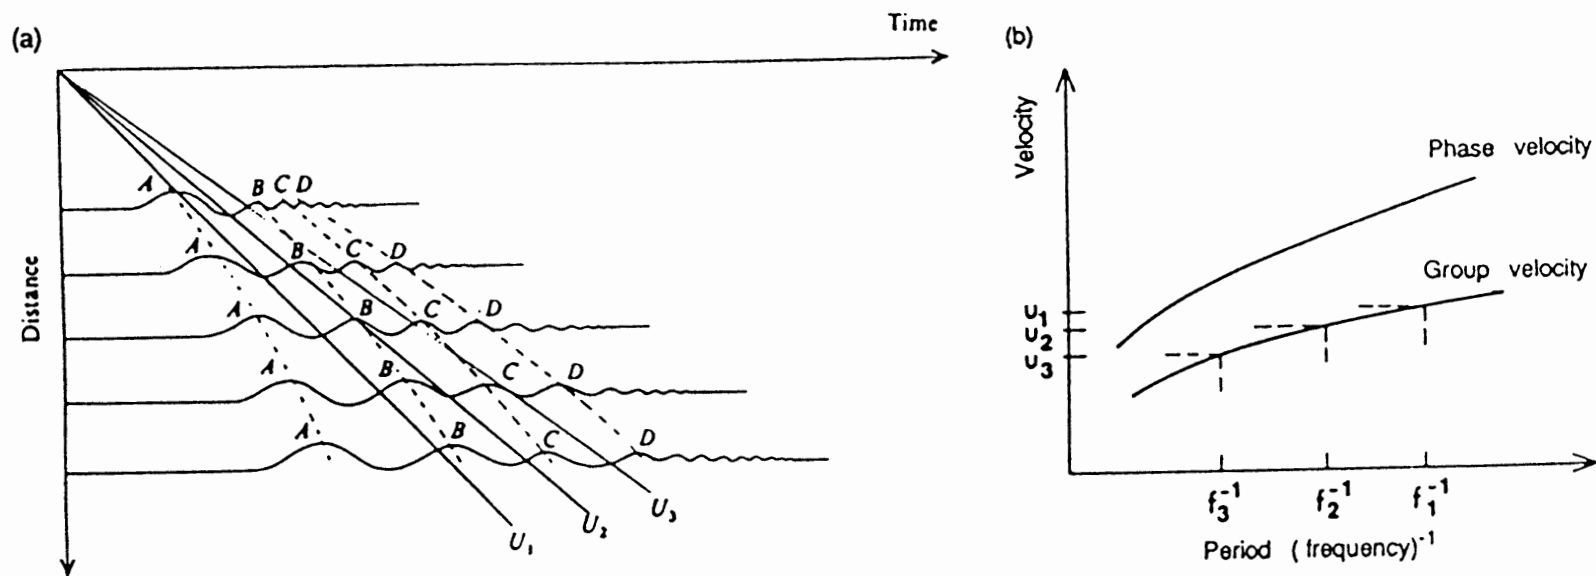 (a)
Time
Distance
A
B C D
A
B
C
D
A
B
C
D
A
B
C
D
A
B
C
D
U₁
U₂
U₃
(b)
Velocity
Phase velocity
Group velocity
U₁
U₂
U₃
f₃⁻¹
f₂⁻¹
f₁⁻¹
Period (frequency)⁻¹